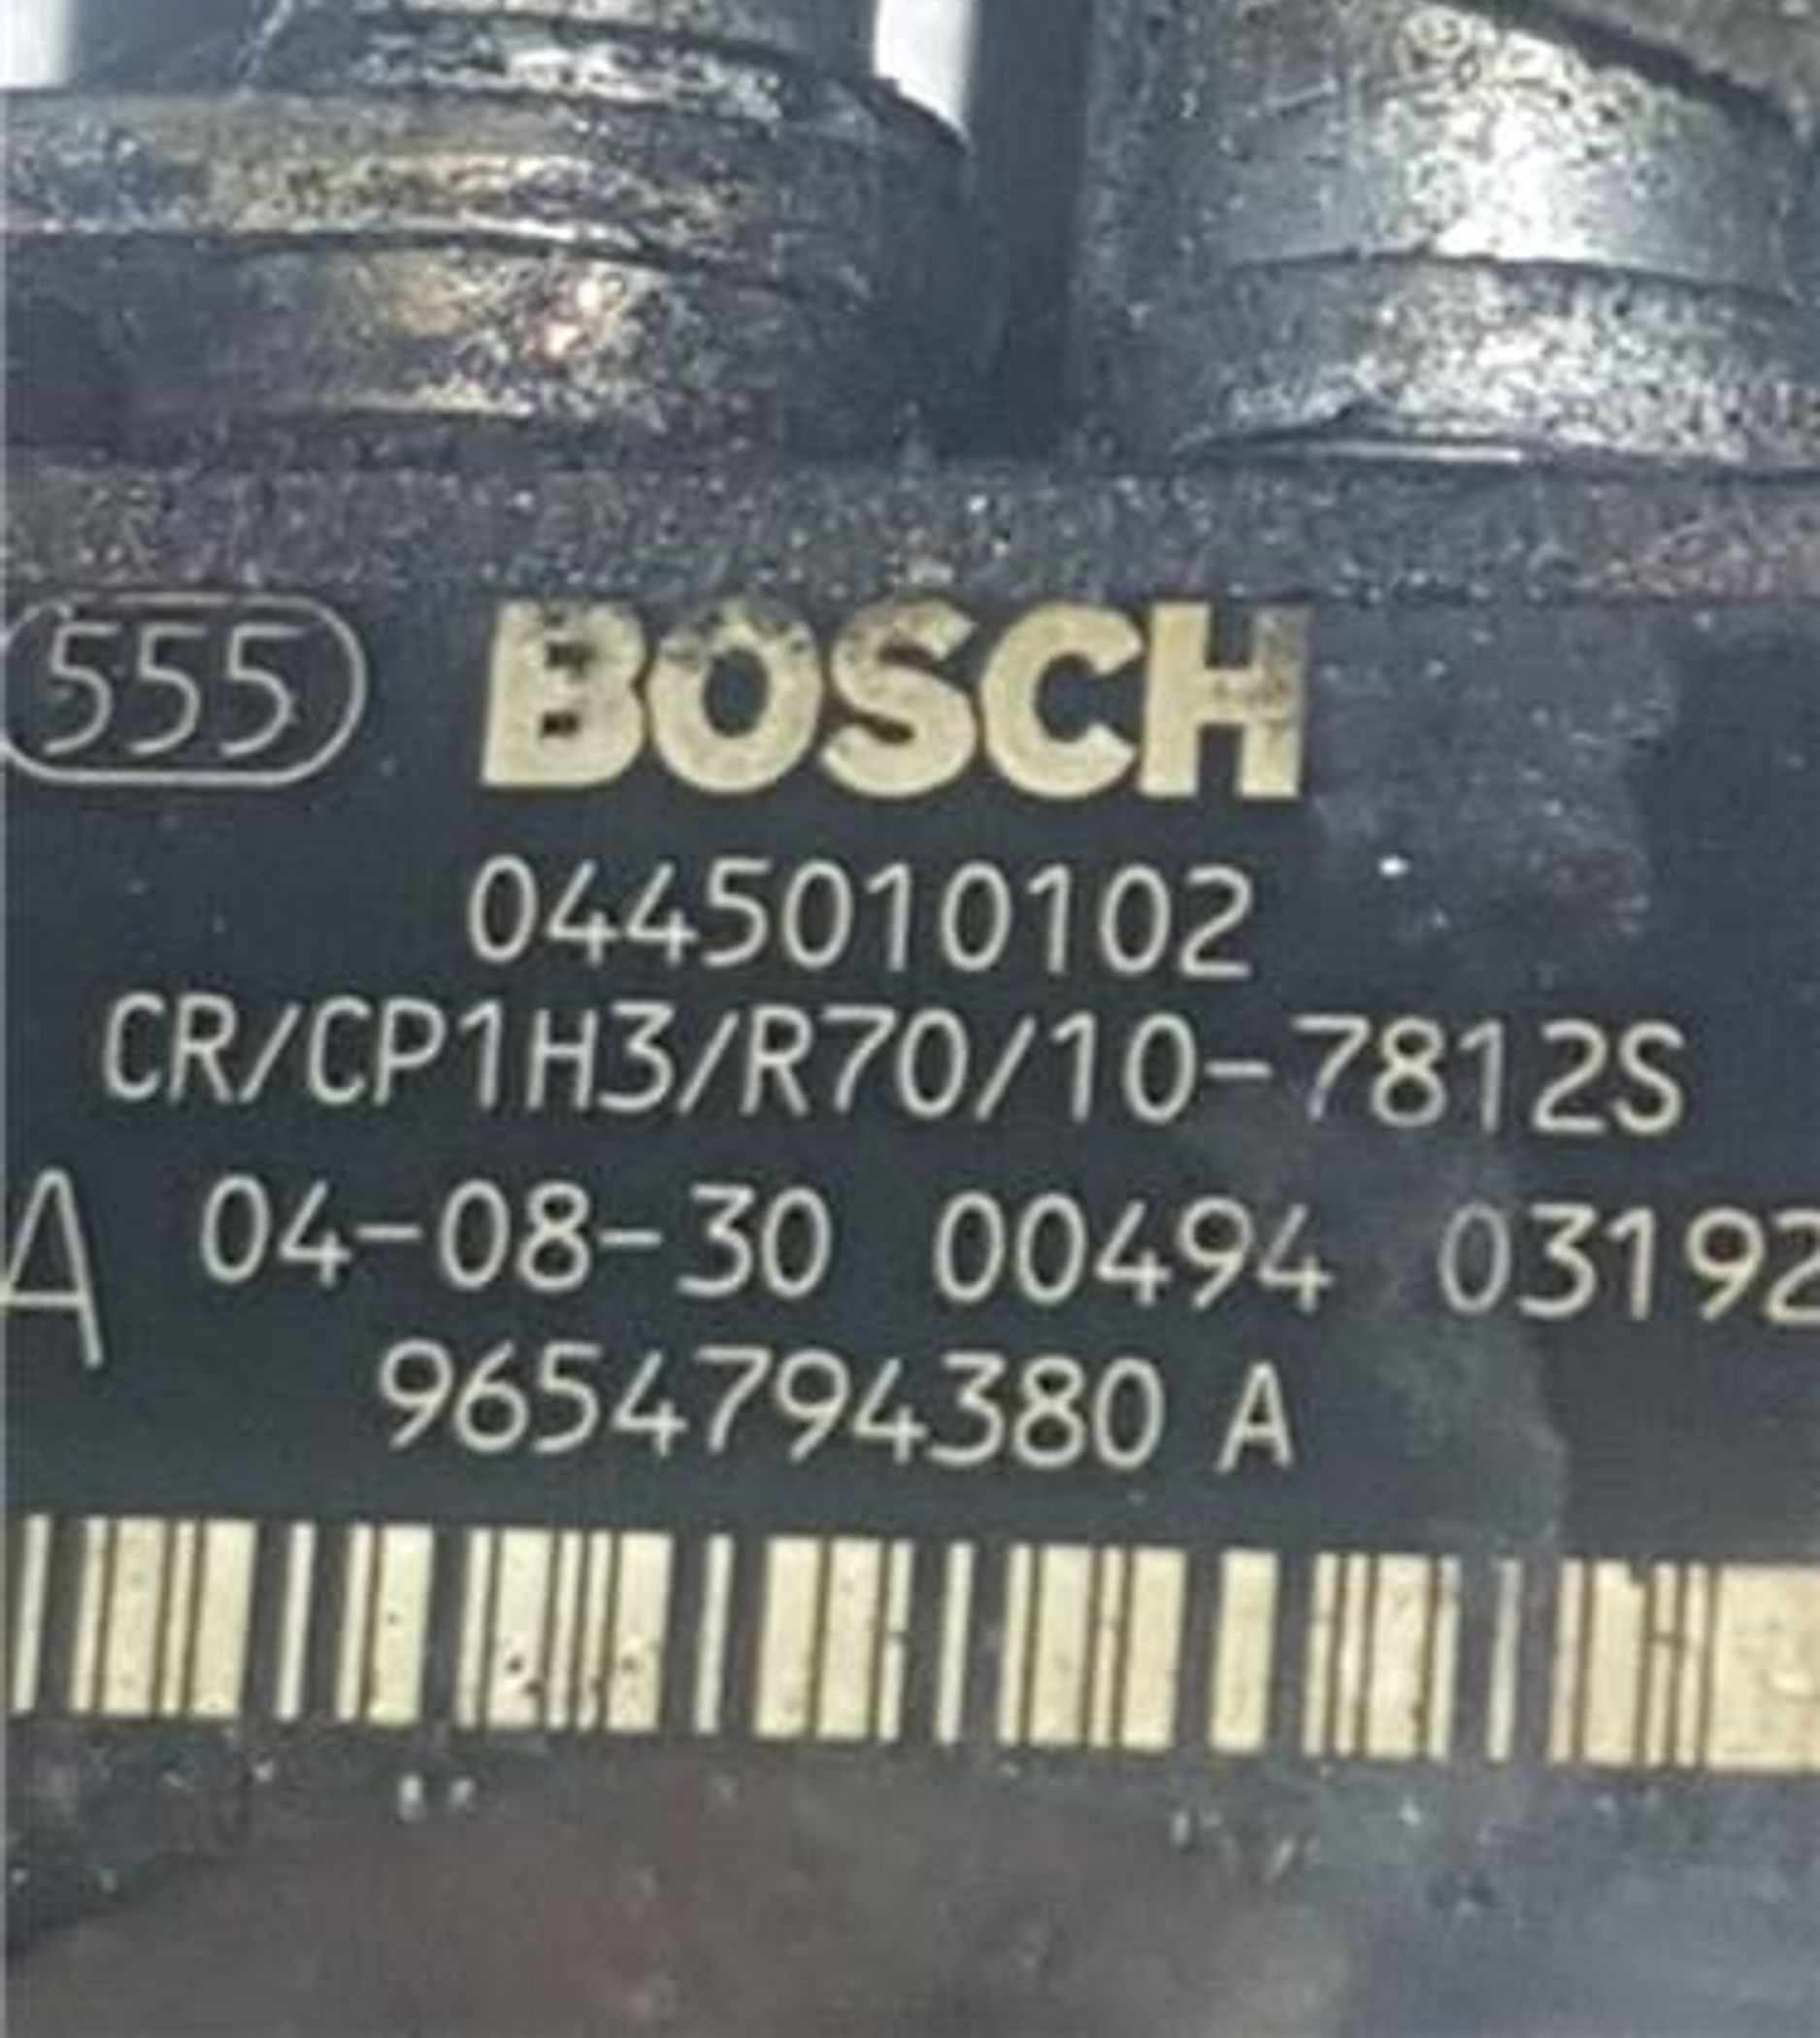 555 BOSCH
0445010102
CR/CP1H3/R70/10-7812S
A 04-08-30 00494 03192
9654794380 A